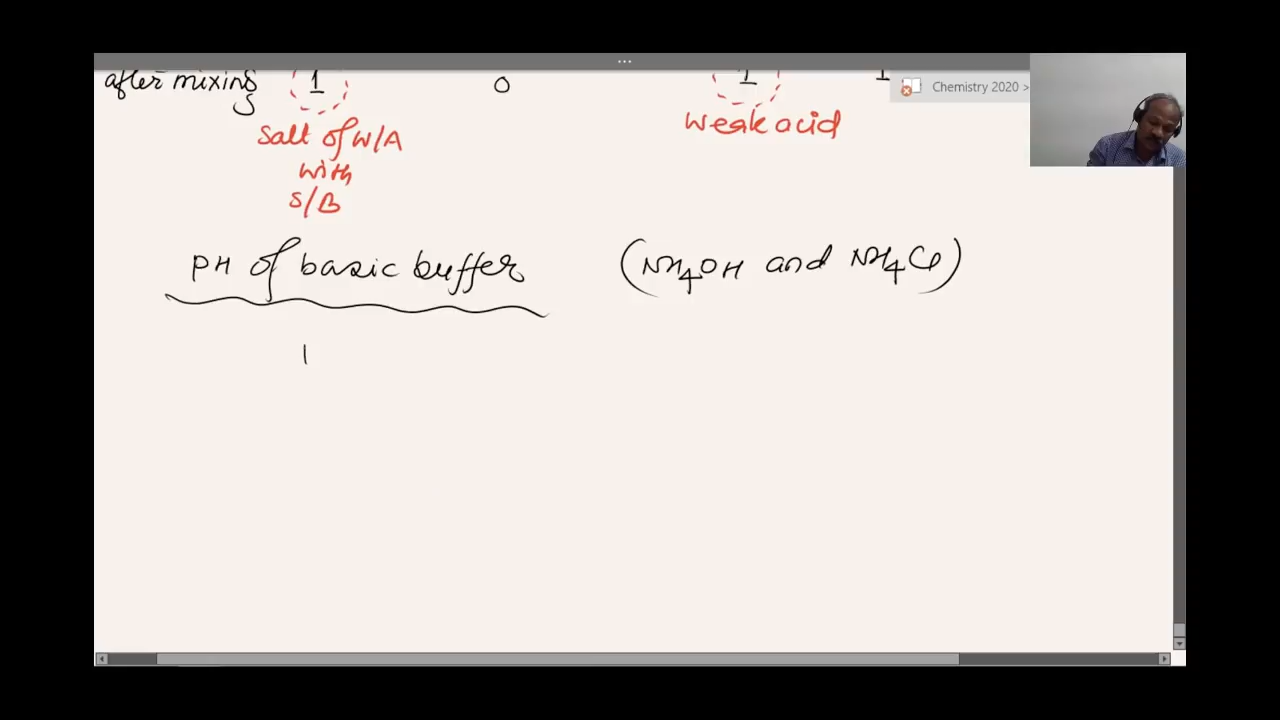 after mixing 1 0 1 1
Chemistry 2020 >
Salt of W/A weak acid
with
S/B
PH of basic buffer (NH4OH and NH4Cl)